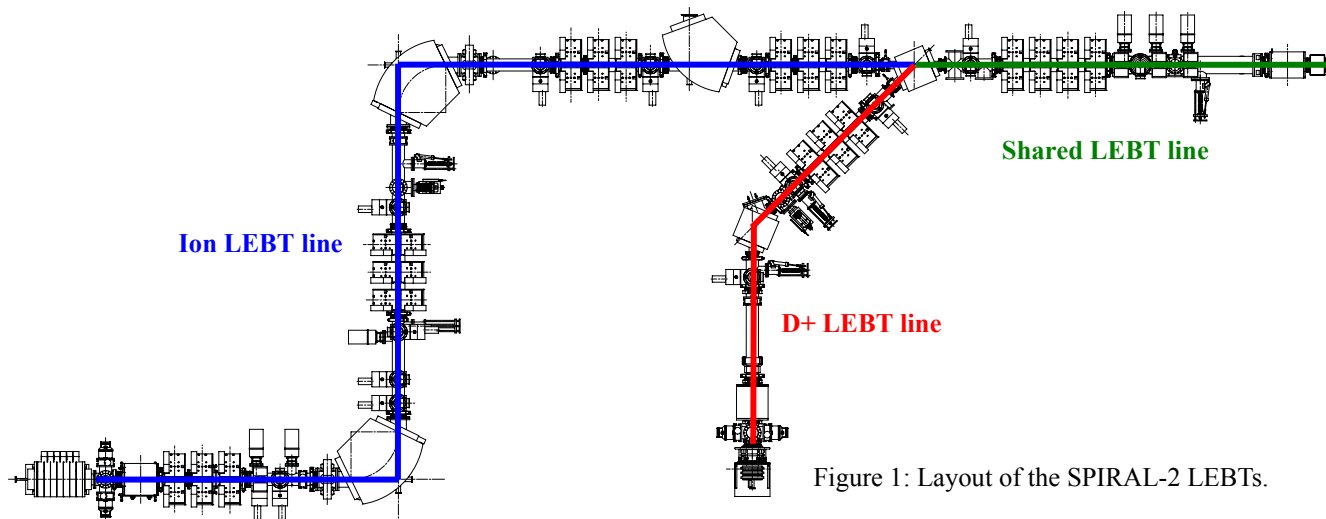 Shared LEBT line
Ion LEBT line
D+ LEBT line
Figure 1: Layout of the SPIRAL-2 LEBTs.